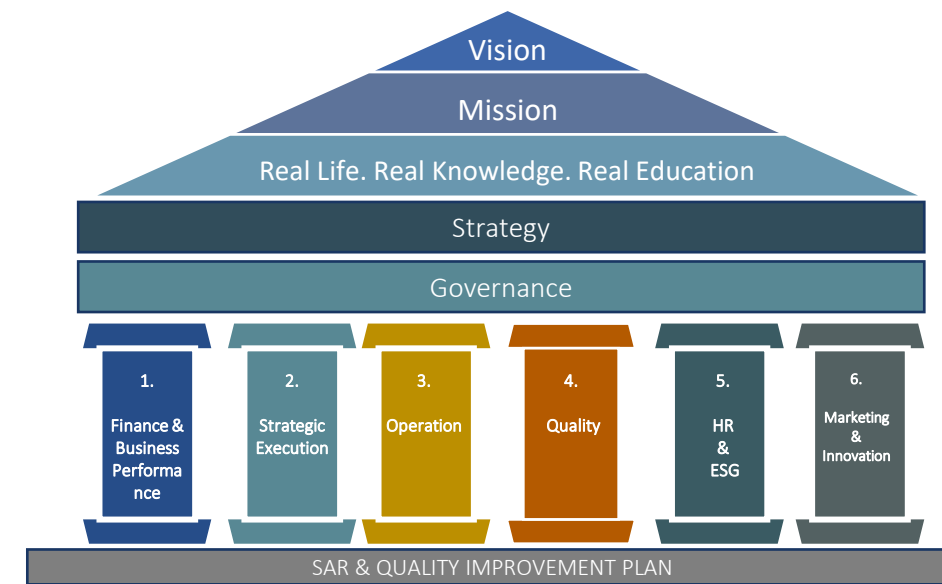 Vision
Mission
Real Life. Real Knowledge. Real Education
Strategy
Governance
1.
Finance &
Business
Performa
nce
2.
Strategic
Execution
3.
Operation
4.
Quality
5.
HR
&
ESG
6.
Marketing
&
Innovation
SAR & QUALITY IMPROVEMENT PLAN